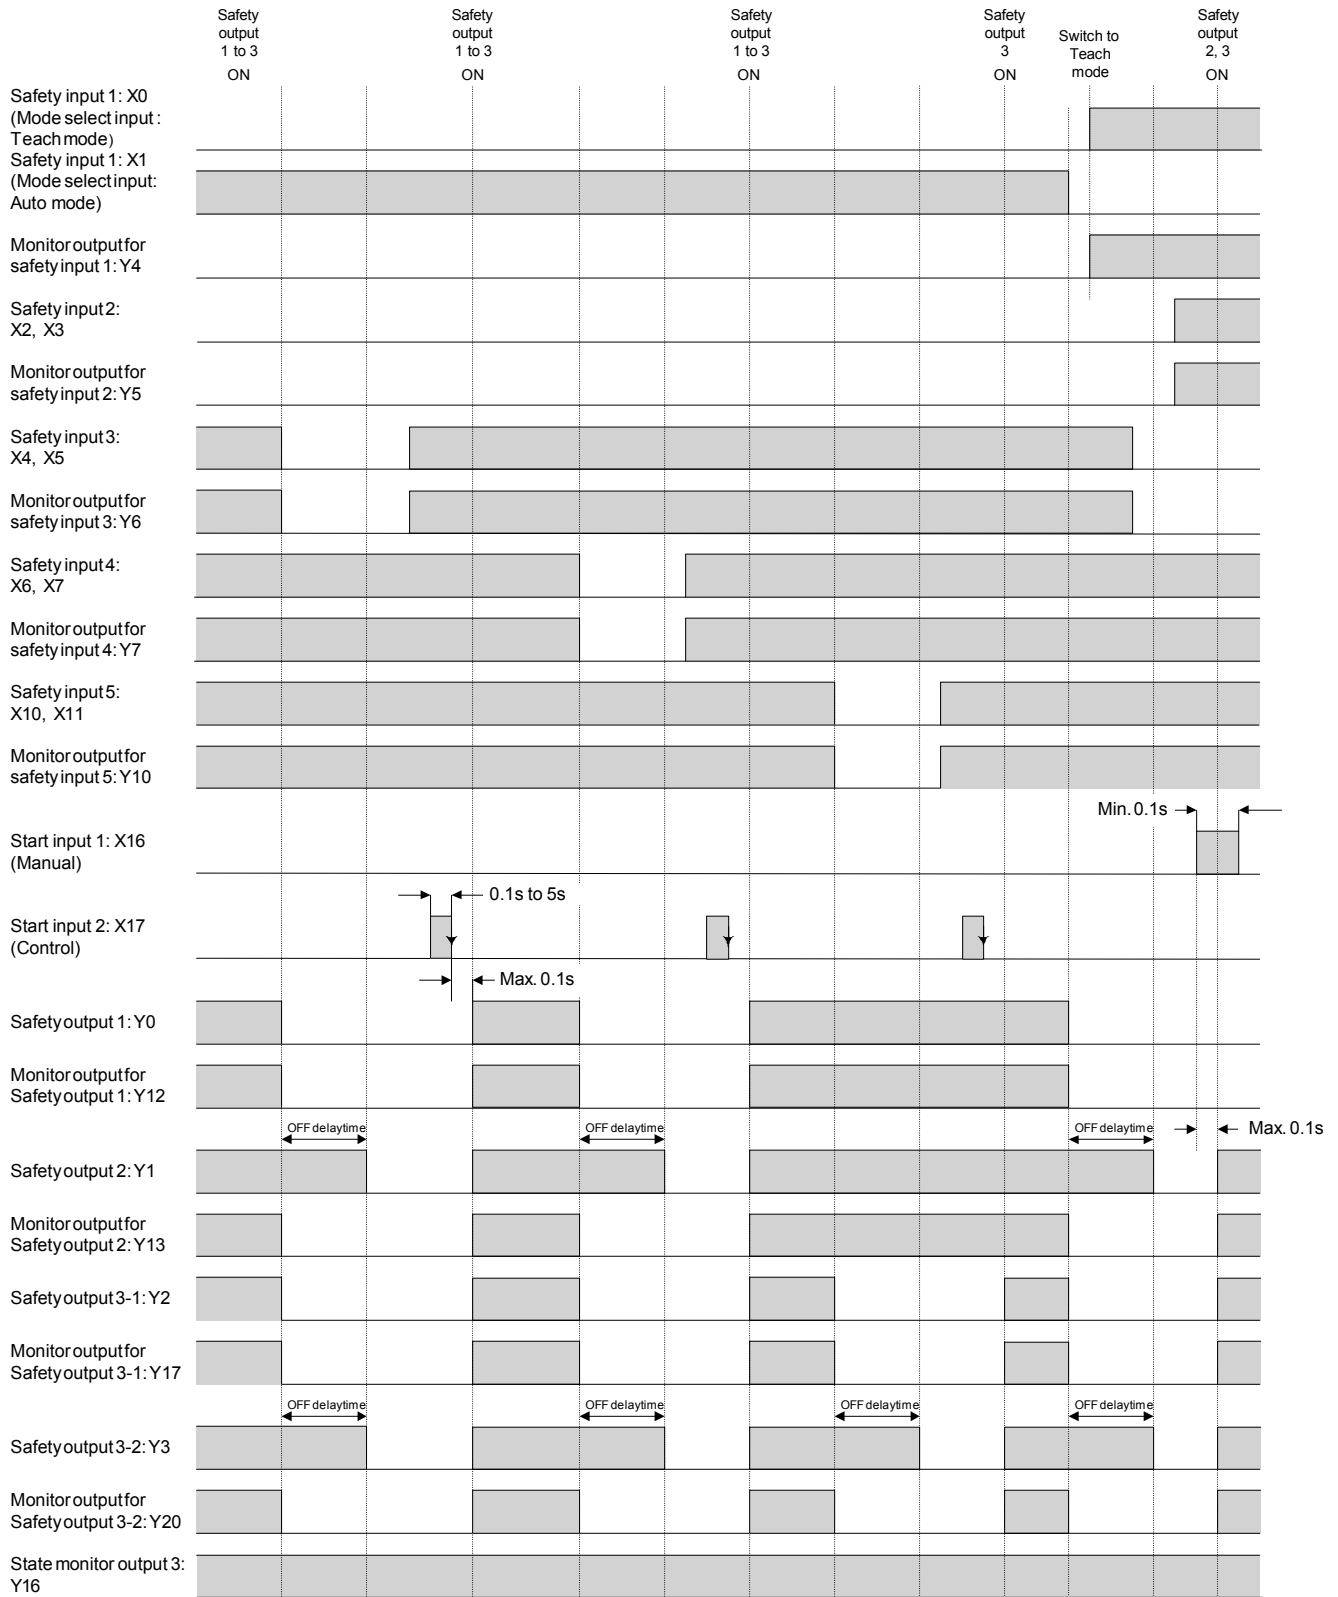 Safety
output
1 to 3
ON
Safety
output
1 to 3
ON
Safety
output
1 to 3
ON
Safety
output
3
ON
Switch to
Teach
mode
Safety
output
2, 3
ON
Safety input 1: X0
(Mode select input :
Teach mode)
Safety input 1: X1
(Mode select input:
Auto mode)
Monitor output for
safety input 1: Y4
Safety input 2:
X2, X3
Monitor output for
safety input 2: Y5
Safety input 3:
X4, X5
Monitor output for
safety input 3: Y6
Safety input 4:
X6, X7
Monitor output for
safety input 4: Y7
Safety input 5:
X10, X11
Monitor output for
safety input 5: Y10
Min. 0.1s
Start input 1: X16
(Manual)
0.1s to 5s
Start input 2: X17
(Control)
Max. 0.1s
Safety output 1: Y0
Monitor output for
Safety output 1: Y12
OFF delay time
OFF delay time
OFF delay time
Max. 0.1s
Safety output 2: Y1
Monitor output for
Safety output 2: Y13
Safety output 3-1: Y2
Monitor output for
Safety output 3-1: Y17
OFF delay time
OFF delay time
OFF delay time
OFF delay time
Safety output 3-2: Y3
Monitor output for
Safety output 3-2: Y20
State monitor output 3:
Y16